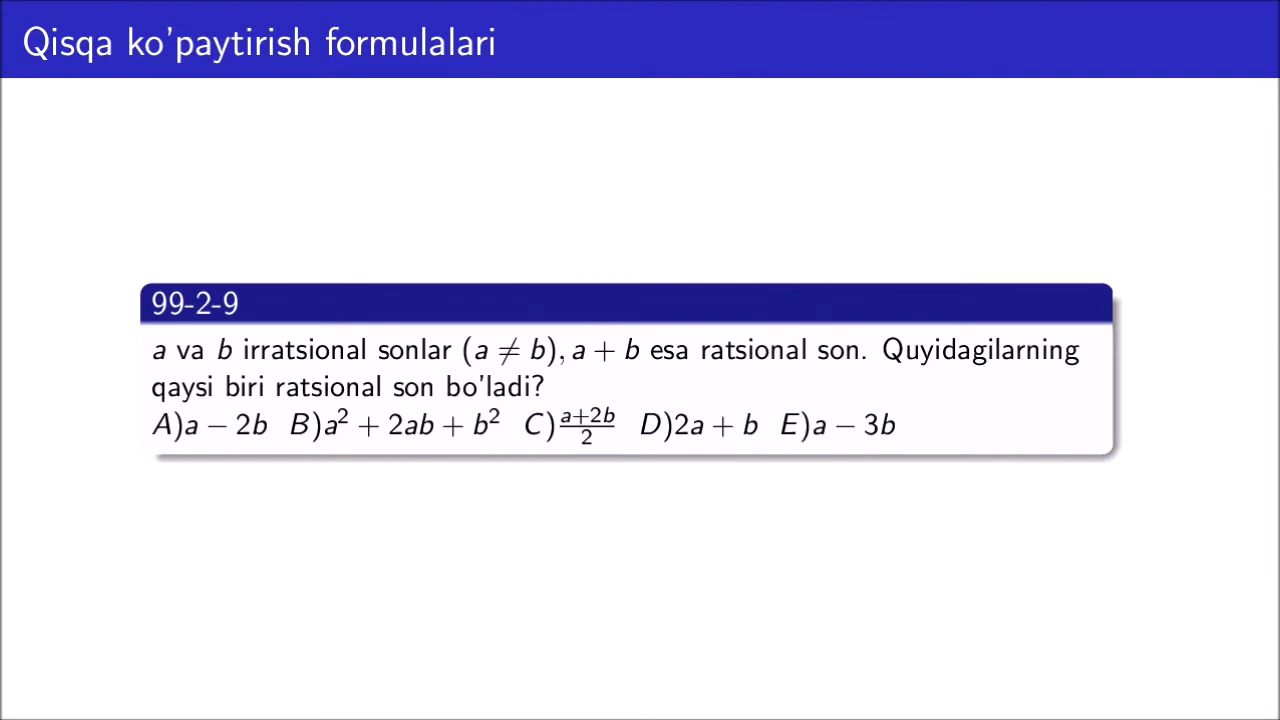 Qisqa ko'paytirish formulalari
99-2-9
a va b irratsional sonlar (a ≠ b), a + b esa ratsional son. Quyidagilarning
qaysi biri ratsional son bo'ladi?
A)a − 2b B)a² + 2ab + b² C)\frac{a+2b}{2} D)2a + b E)a − 3b